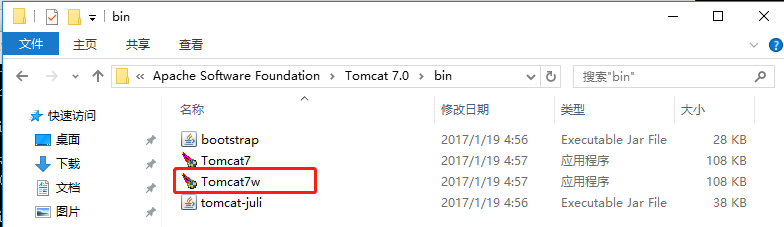 bin
文件 主页 共享 查看
« Apache Software Foundation > Tomcat 7.0 > bin 搜索"bin"
快速访问 名称 修改日期 类型 大小
桌面 bootstrap 2017/1/19 4:56 Executable Jar File 28 KB
下载 Tomcat7 2017/1/19 4:57 应用程序 108 KB
文档 Tomcat7w 2017/1/19 4:57 应用程序 108 KB
图片 tomcat-juli 2017/1/19 4:56 Executable Jar File 38 KB